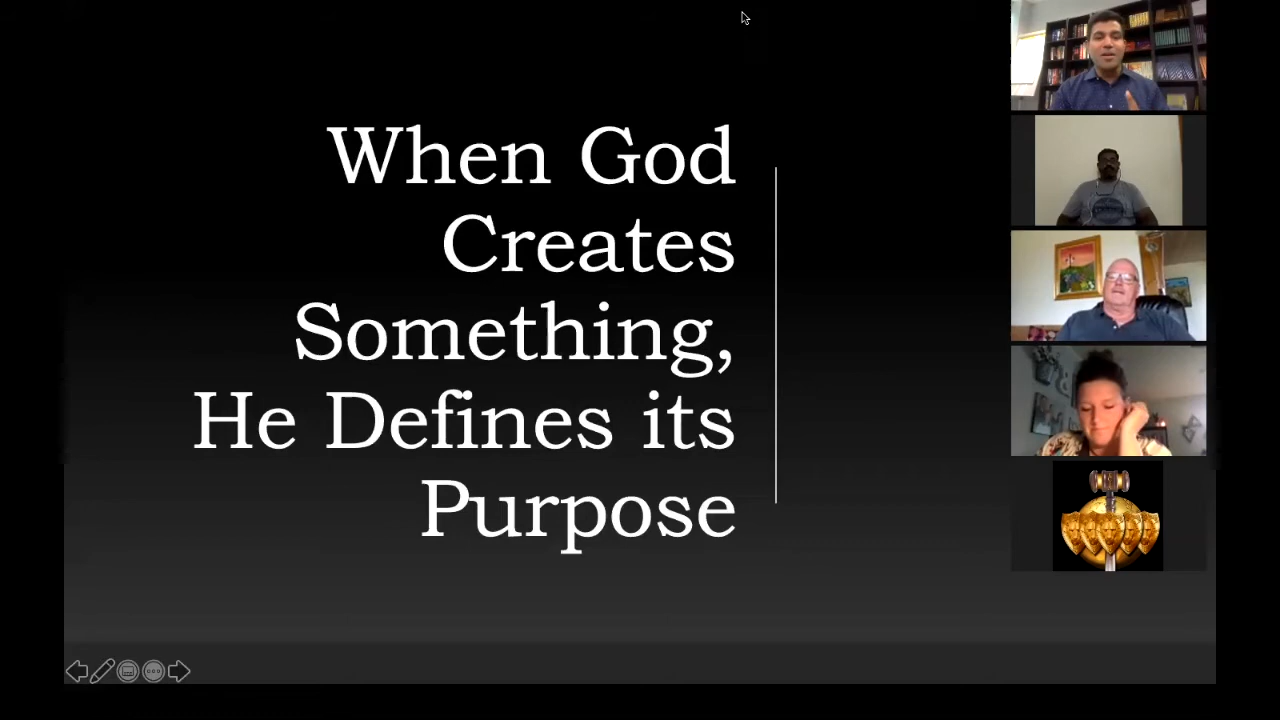 When God
Creates
Something,
He Defines its
Purpose